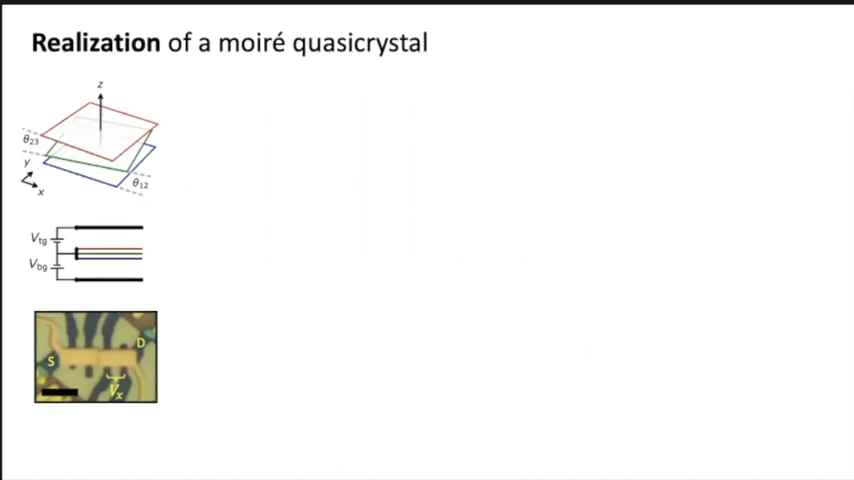 Realization of a moiré quasicrystal
z
θ23
y
x
θ12
Vtg
Vbg
S
D
Vx